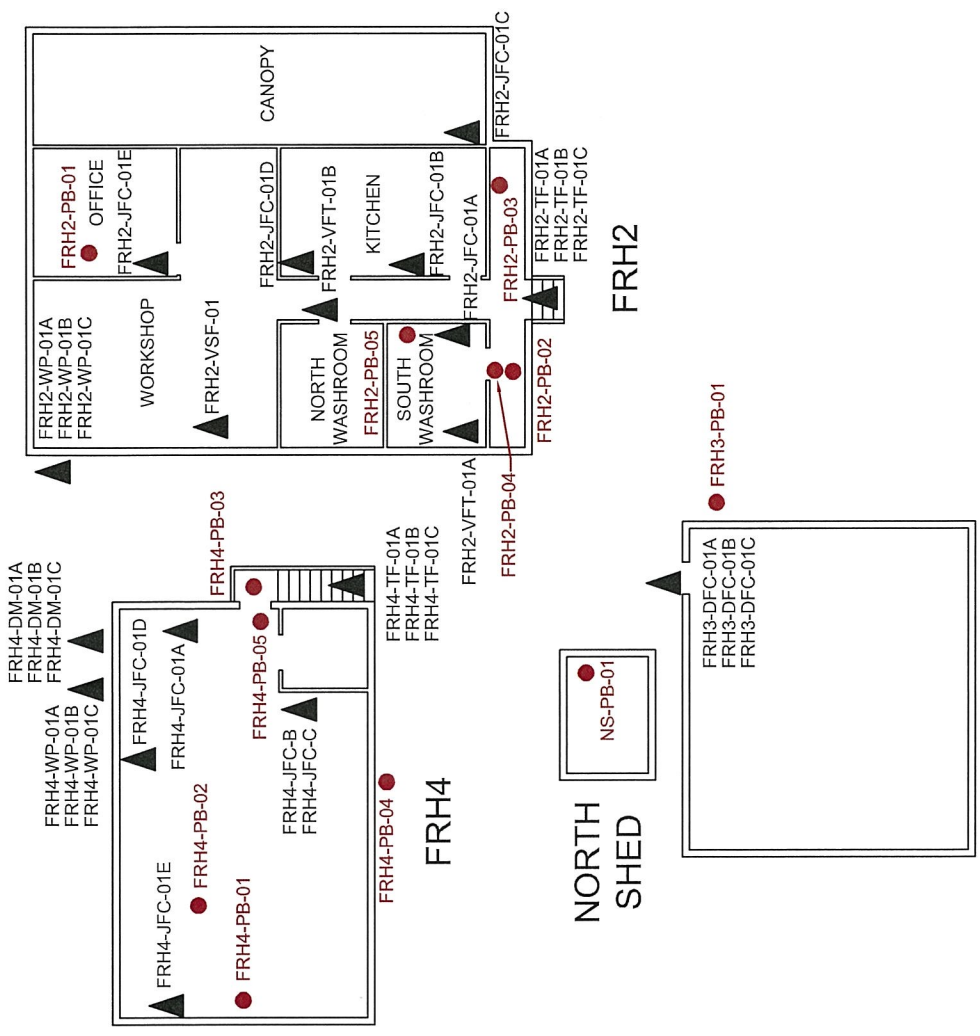 FRH4-DM-01A
FRH4-DM-01B
FRH4-DM-01C
FRH4-WP-01A
FRH4-WP-01B
FRH4-WP-01C
FRH4-JFC-01D
FRH4-JFC-01A
FRH4-JFC-01E
FRH4-PB-02
FRH4-PB-01
FRH4-PB-03
FRH4-PB-05
FRH4-JFC-B
FRH4-JFC-C
FRH4-TF-01A
FRH4-TF-01B
FRH4-TF-01C
FRH4-PB-04
FRH4
FRH2-WP-01A
FRH2-WP-01B
FRH2-WP-01C
WORKSHOP
FRH2-VSF-01
FRH2-PB-01
OFFICE
FRH2-JFC-01E
CANOPY
FRH2-JFC-01D
FRH2-VFT-01B
KITCHEN
FRH2-JFC-01B
FRH2-JFC-01C
NORTH
WASHROOM
FRH2-PB-05
SOUTH
WASHROOM
FRH2-JFC-01A
FRH2-VFT-01A
FRH2-PB-04
FRH2-PB-02
FRH2-PB-03
FRH2-TF-01A
FRH2-TF-01B
FRH2-TF-01C
FRH2
NORTH
SHED
NS-PB-01
FRH3-PB-01
FRH3-DFC-01A
FRH3-DFC-01B
FRH3-DFC-01C